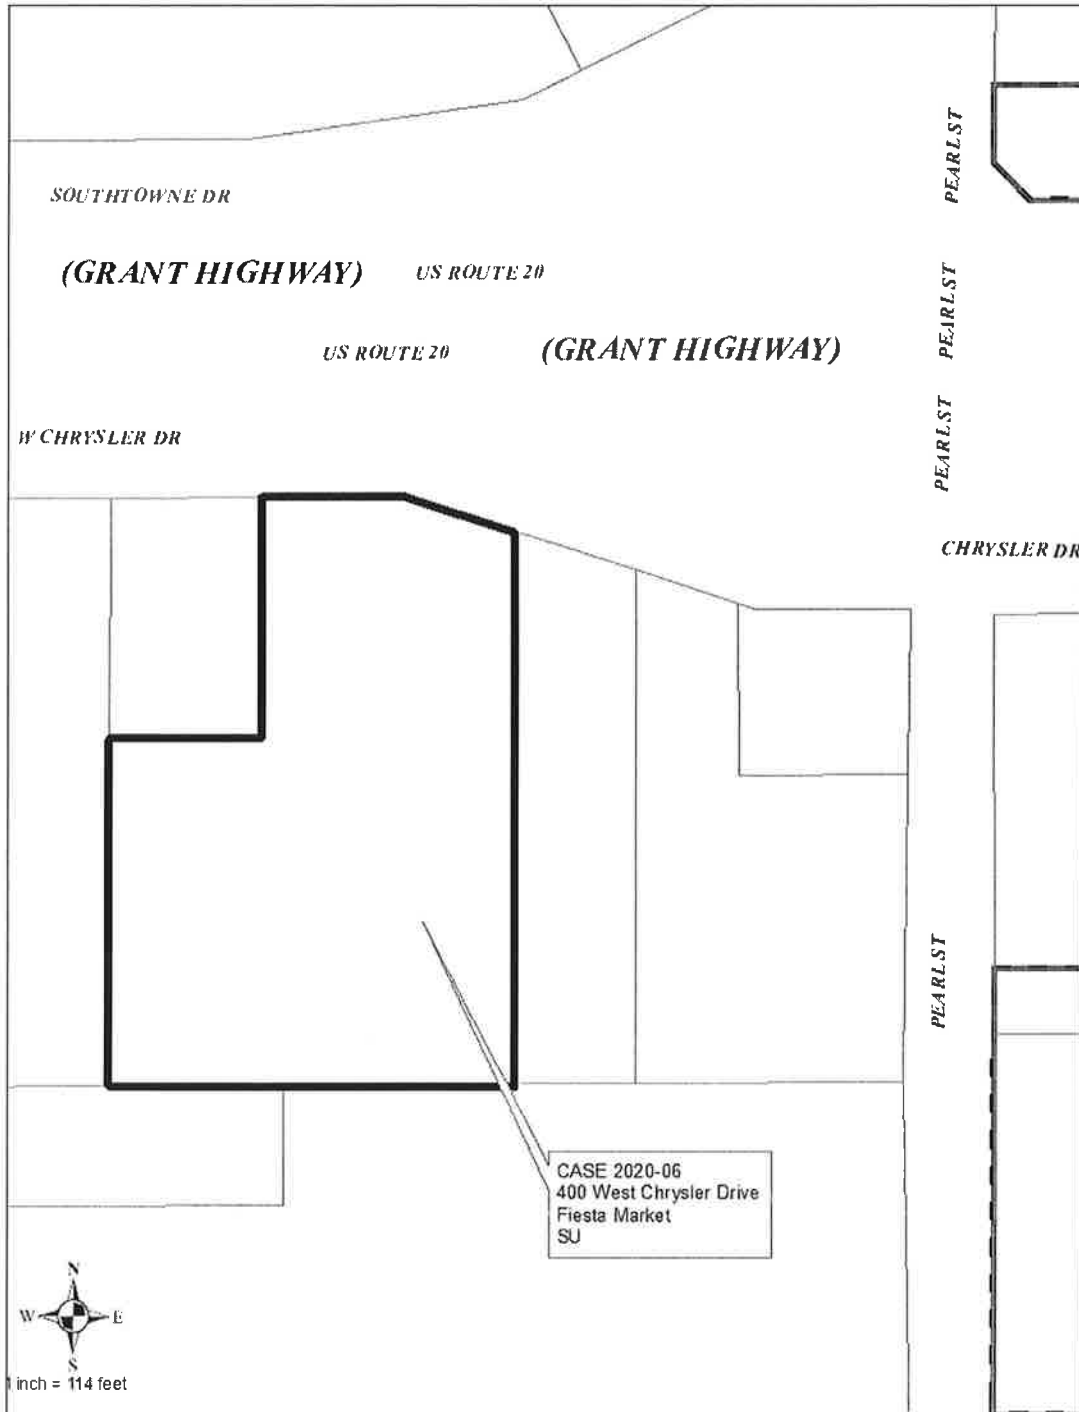 PEARL ST
SOUTHTOWNE DR
(GRANT HIGHWAY)
US ROUTE 20
PEARL ST
US ROUTE 20
(GRANT HIGHWAY)
PEARL ST
W CHRYSLER DR
CHRYSLER DR
PEARL ST
CASE 2020-06
400 West Chrysler Drive
Fiesta Market
SU
N
W
E
S
1 inch = 114 feet